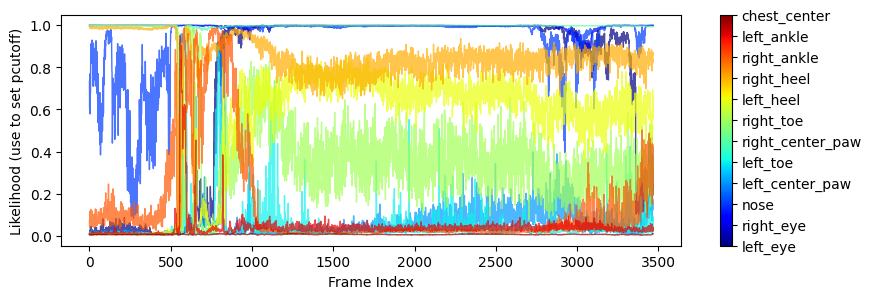 Likelihood (use to set pcutoff)
1.0
0.8
0.6
0.4
0.2
0.0
0 500 1000 1500 2000 2500 3000 3500
Frame Index
chest_center
left_ankle
right_ankle
right_heel
left_heel
right_toe
right_center_paw
left_toe
left_center_paw
nose
right_eye
left_eye